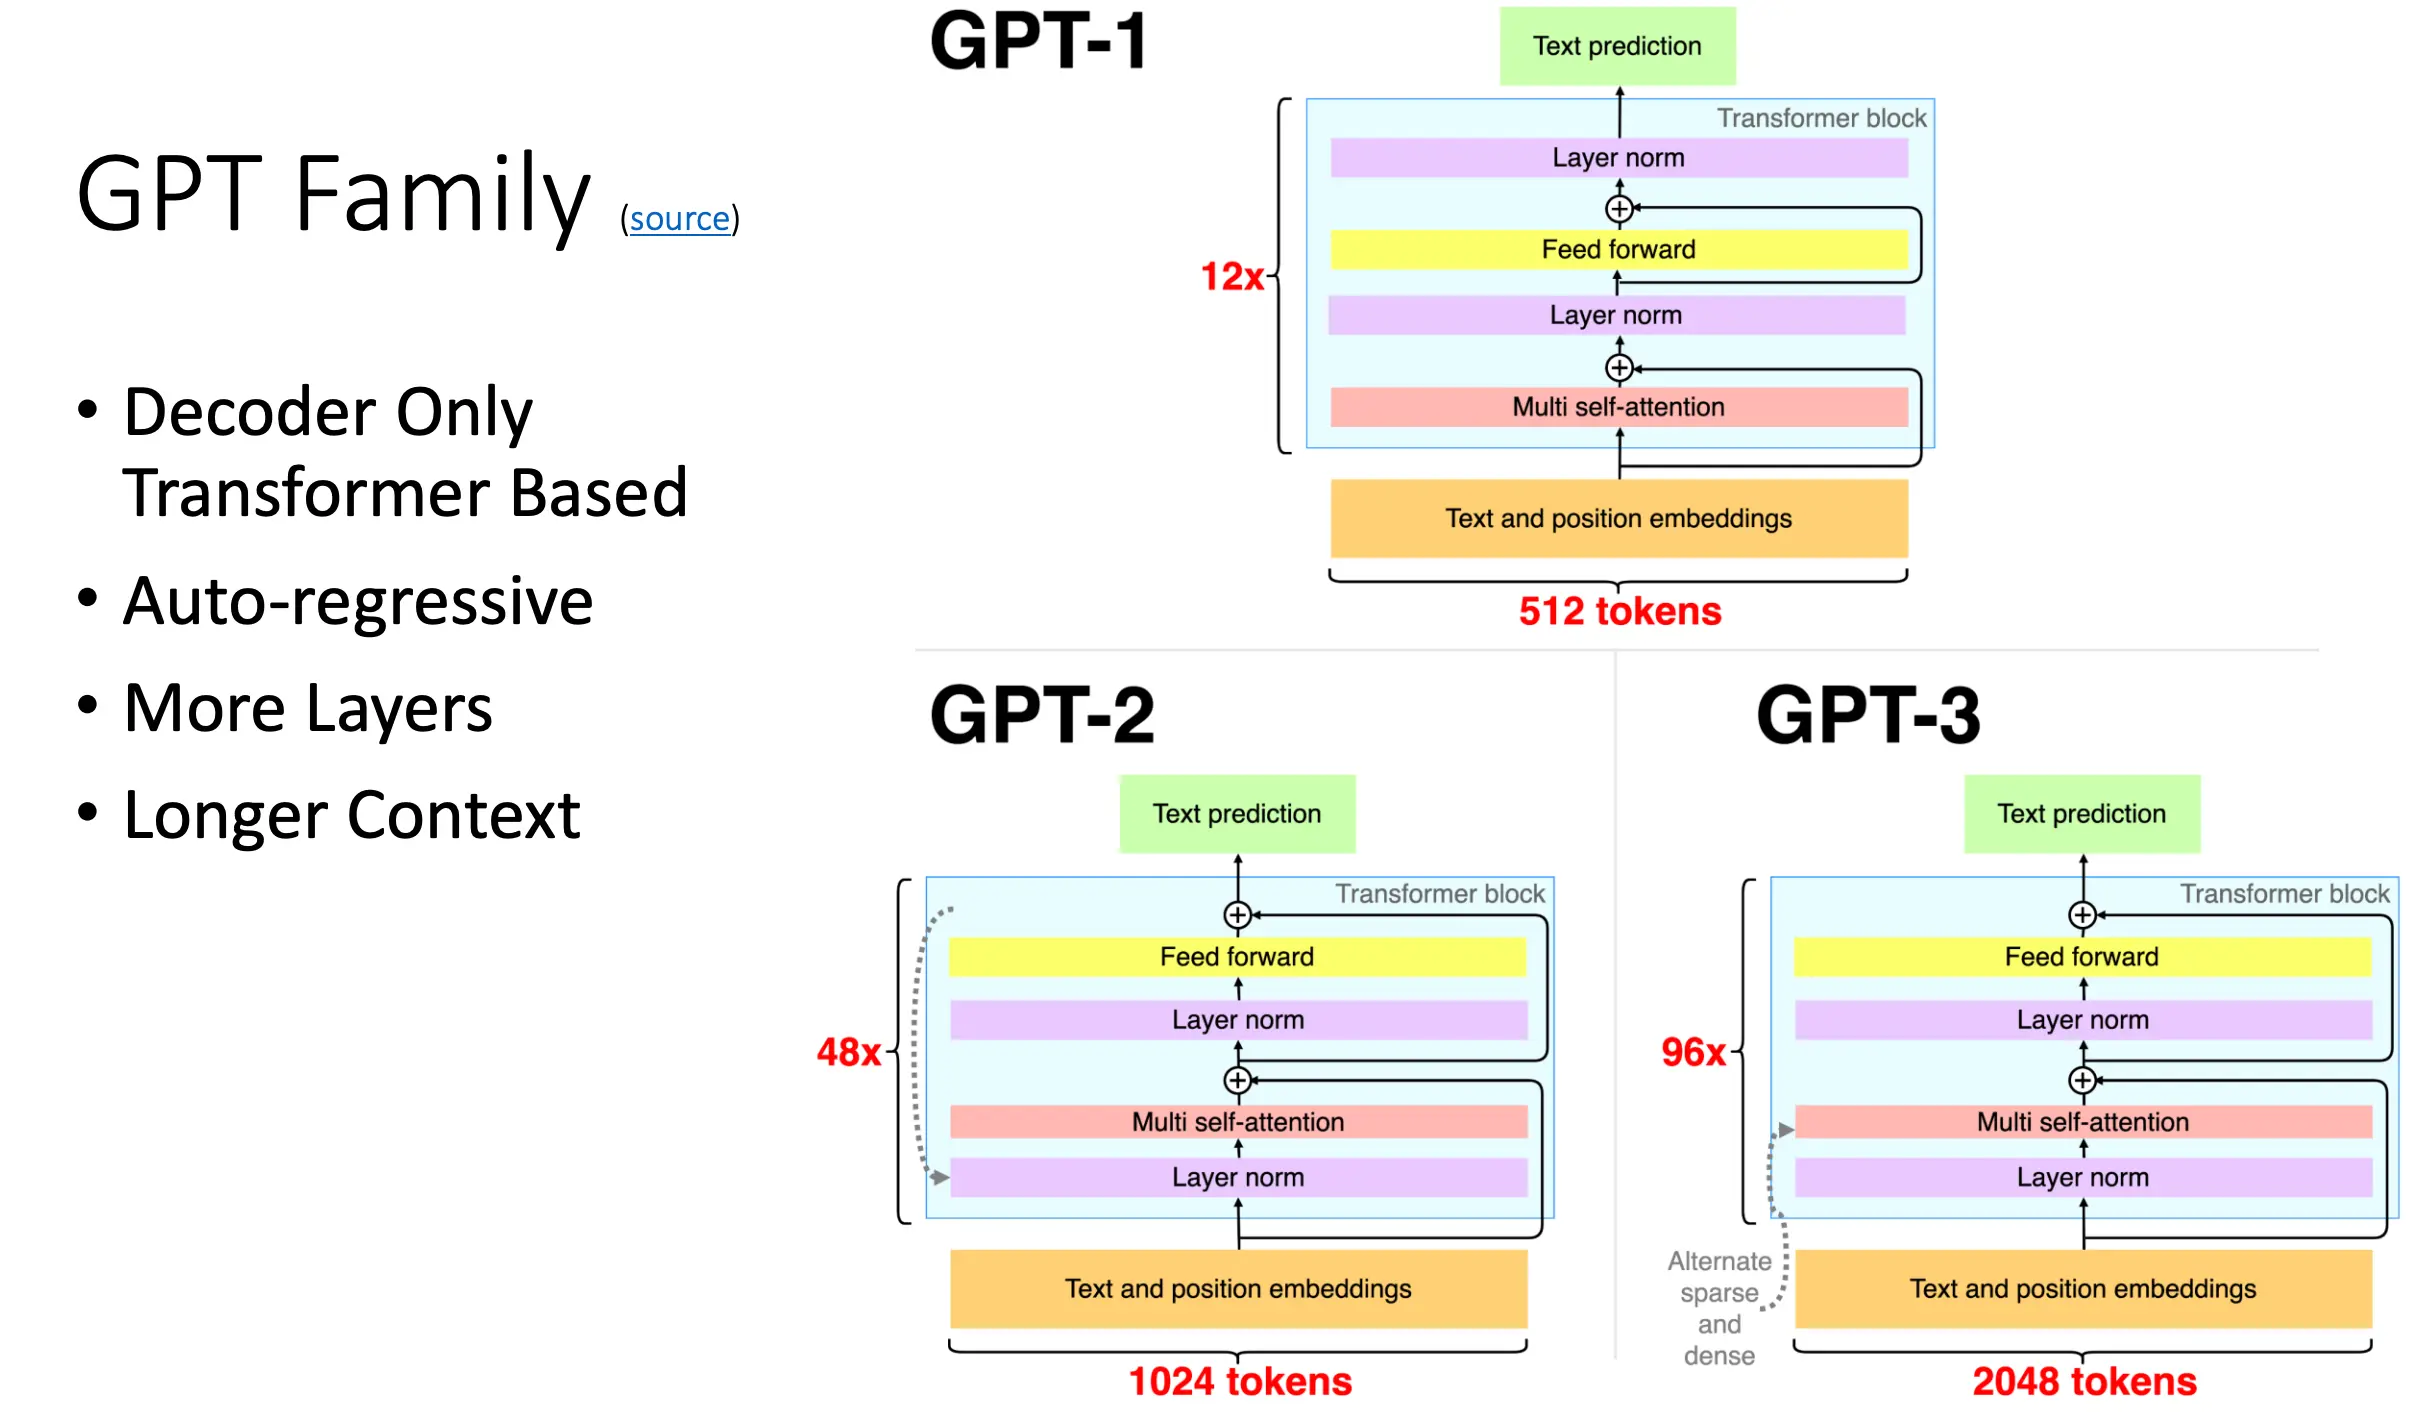 GPT Family (source)
• Decoder Only
Transformer Based
• Auto-regressive
• More Layers
• Longer Context
GPT-1
Text prediction
Transformer block
Layer norm
Feed forward
12x
Layer norm
Multi self-attention
Text and position embeddings
512 tokens
GPT-2
Text prediction
Transformer block
Feed forward
Layer norm
48x
Multi self-attention
Layer norm
Text and position embeddings
1024 tokens
GPT-3
Text prediction
Transformer block
Feed forward
Layer norm
96x
Multi self-attention
Layer norm
Alternate
sparse
and
dense
Text and position embeddings
2048 tokens